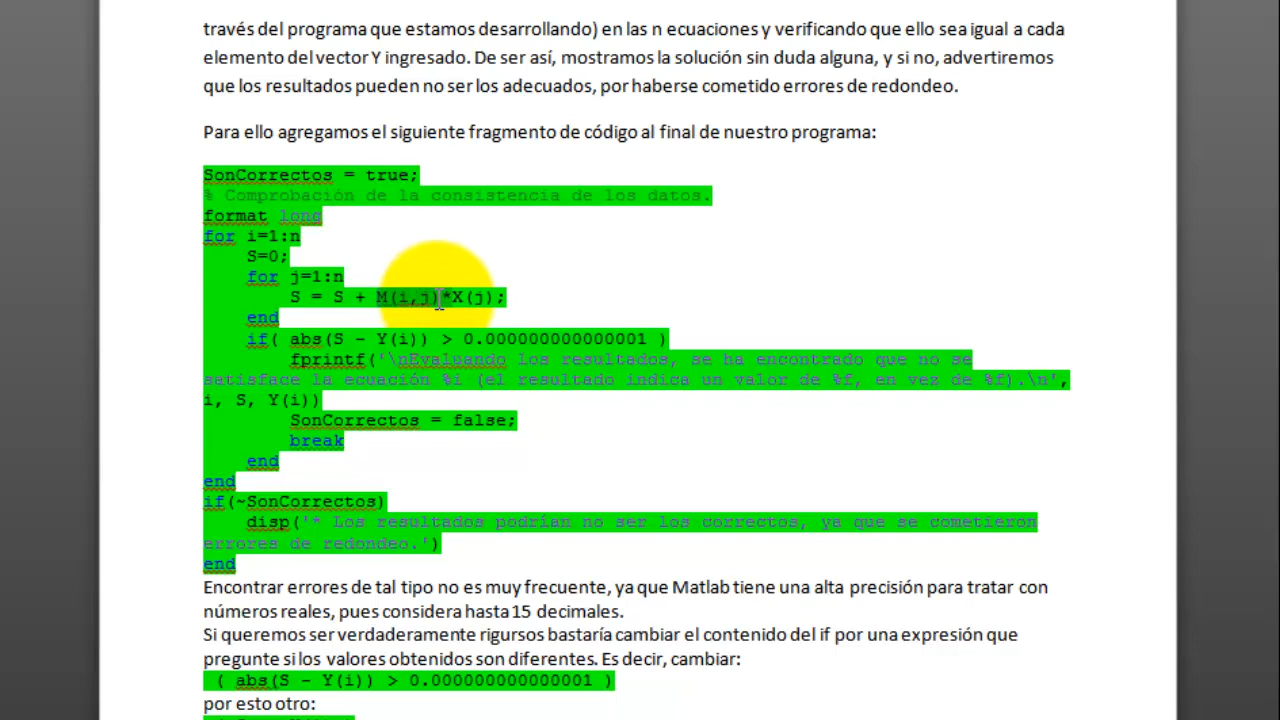 través del programa que estamos desarrollando) en las n ecuaciones y verificando que ello sea igual a cada
elemento del vector Y ingresado. De ser así, mostramos la solución sin duda alguna, y si no, advertiremos
que los resultados pueden no ser los adecuados, por haberse cometido errores de redondeo.
Para ello agregamos el siguiente fragmento de código al final de nuestro programa:
SonCorrectos = true;
% Comprobación de la consistencia de los datos.
format long
for i=1:n
S=0;
for j=1:n
S = S + M(i,j)*X(j);
end
if( abs(S - Y(i)) > 0.000000000000001 )
fprintf('\nEvaluando los resultados, se ha encontrado que no se
satisface la ecuación %i (el resultado indica un valor de %f, en vez de %f).\n',
i, S, Y(i))
SonCorrectos = false;
break
end
end
if(~SonCorrectos)
disp('* Los resultados podrían no ser los correctos, ya que se cometieron
errores de redondeo.')
end
Encontrar errores de tal tipo no es muy frecuente, ya que Matlab tiene una alta precisión para tratar con
números reales, pues considera hasta 15 decimales.
Si queremos ser verdaderamente rigursos bastaría cambiar el contenido del if por una expresión que
pregunte si los valores obtenidos son diferentes. Es decir, cambiar:
( abs(S - Y(i)) > 0.000000000000001 )
por esto otro: